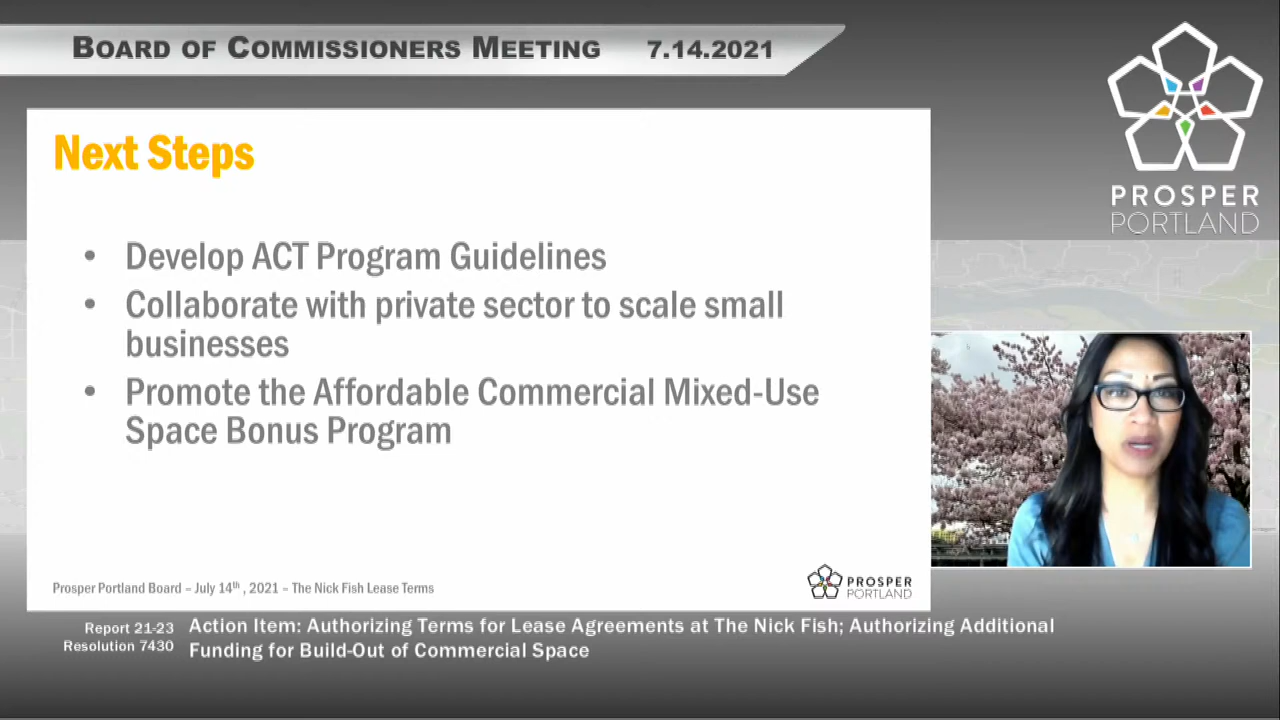 BOARD OF COMMISSIONERS MEETING 7.14.2021
PROSPER
PORTLAND
Next Steps
• Develop ACT Program Guidelines
• Collaborate with private sector to scale small
businesses
• Promote the Affordable Commercial Mixed-Use
Space Bonus Program
Prosper Portland Board – July 14th , 2021 – The Nick Fish Lease Terms
PROSPER
PORTLAND
Report 21-23
Resolution 7430
Action Item: Authorizing Terms for Lease Agreements at The Nick Fish; Authorizing Additional
Funding for Build-Out of Commercial Space